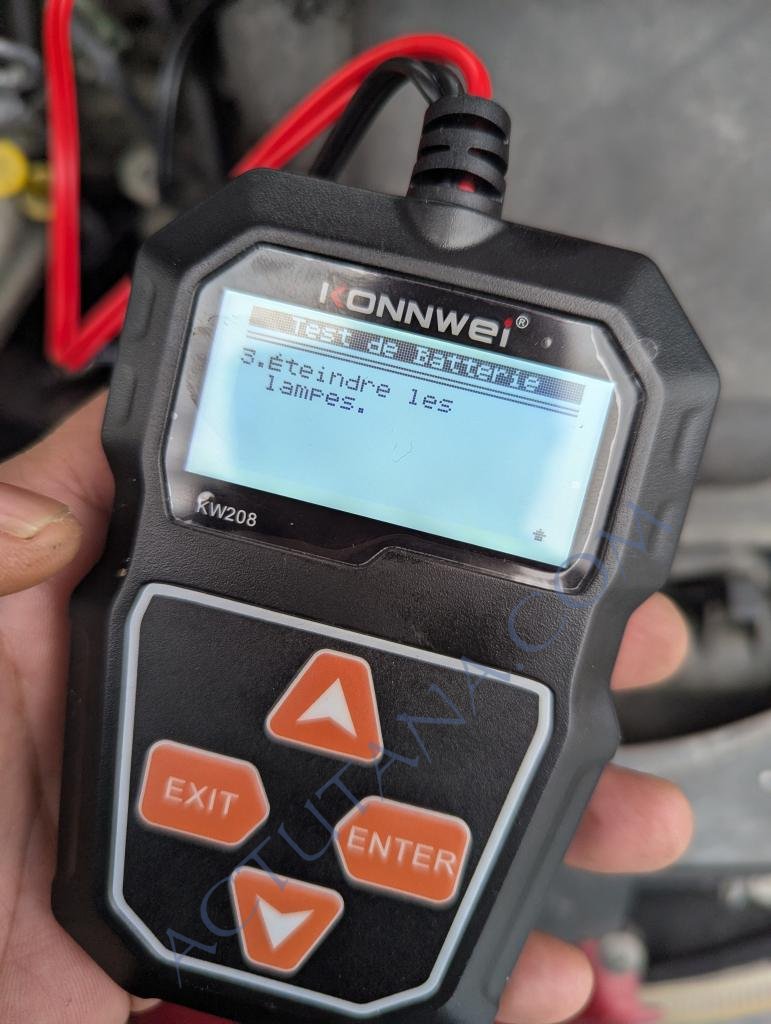 KONNWEI®
Test de Batterie
3.Éteindre les
lampes.
KW208
EXIT
ENTER
ACTUTANA.COM